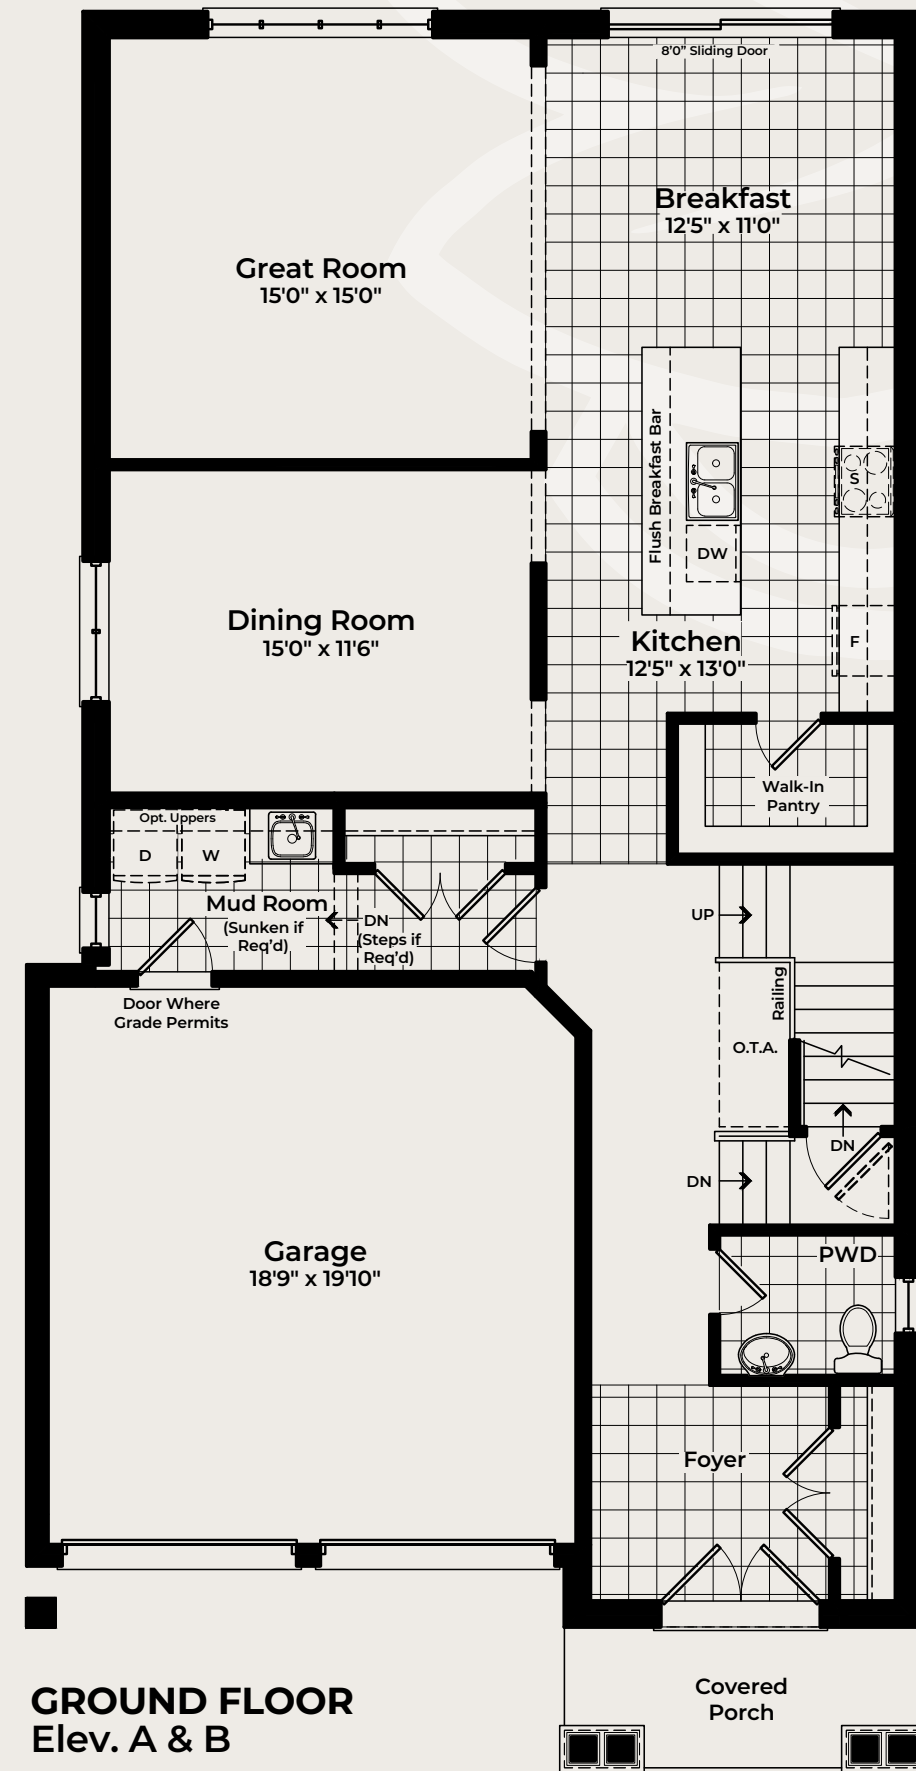 8'0" Sliding Door
Breakfast
12'5" x 11'0"
Great Room
15'0" x 15'0"
Flush Breakfast Bar
S
DW
F
Dining Room
15'0" x 11'6"
Kitchen
12'5" x 13'0"
Walk-In
Pantry
Opt. Uppers
D
W
Mud Room
(Sunken if
Req'd)
DN
(Steps if
Req'd)
UP
Door Where
Grade Permits
Railing
O.T.A.
DN
DN
Garage
18'9" x 19'10"
PWD
Foyer
Covered
Porch
GROUND FLOOR
Elev. A & B